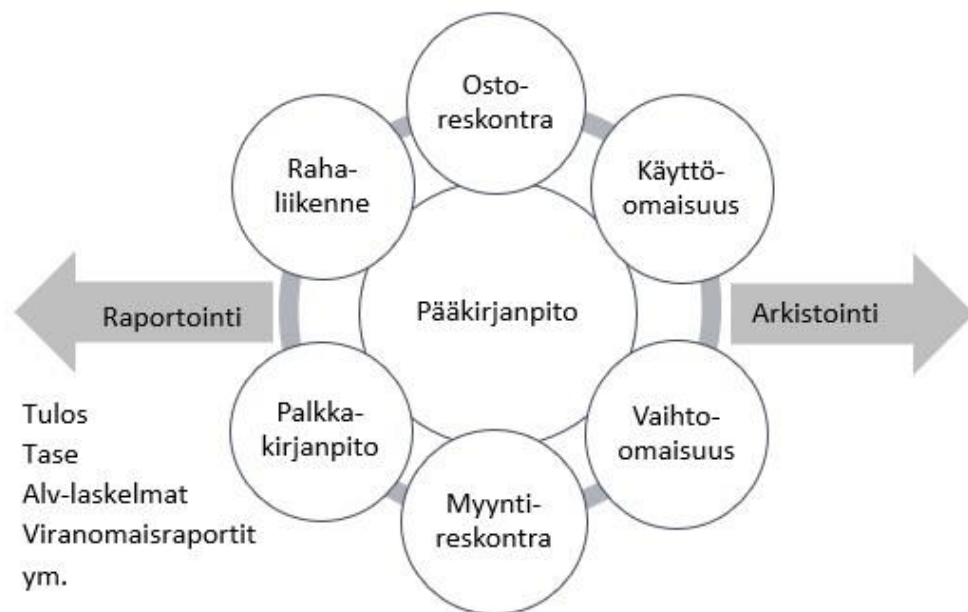 Osto-
reskontra
Raha-
liikenne
Käyttö-
omaisuus
Raportointi
Pääkirjanpito
Arkistointi
Palkka-
kirjanpito
Vaihto-
omaisuus
Myynti-
reskontra
Tulos
Tase
Alv-laskelmat
Viranomaisraportit
ym.